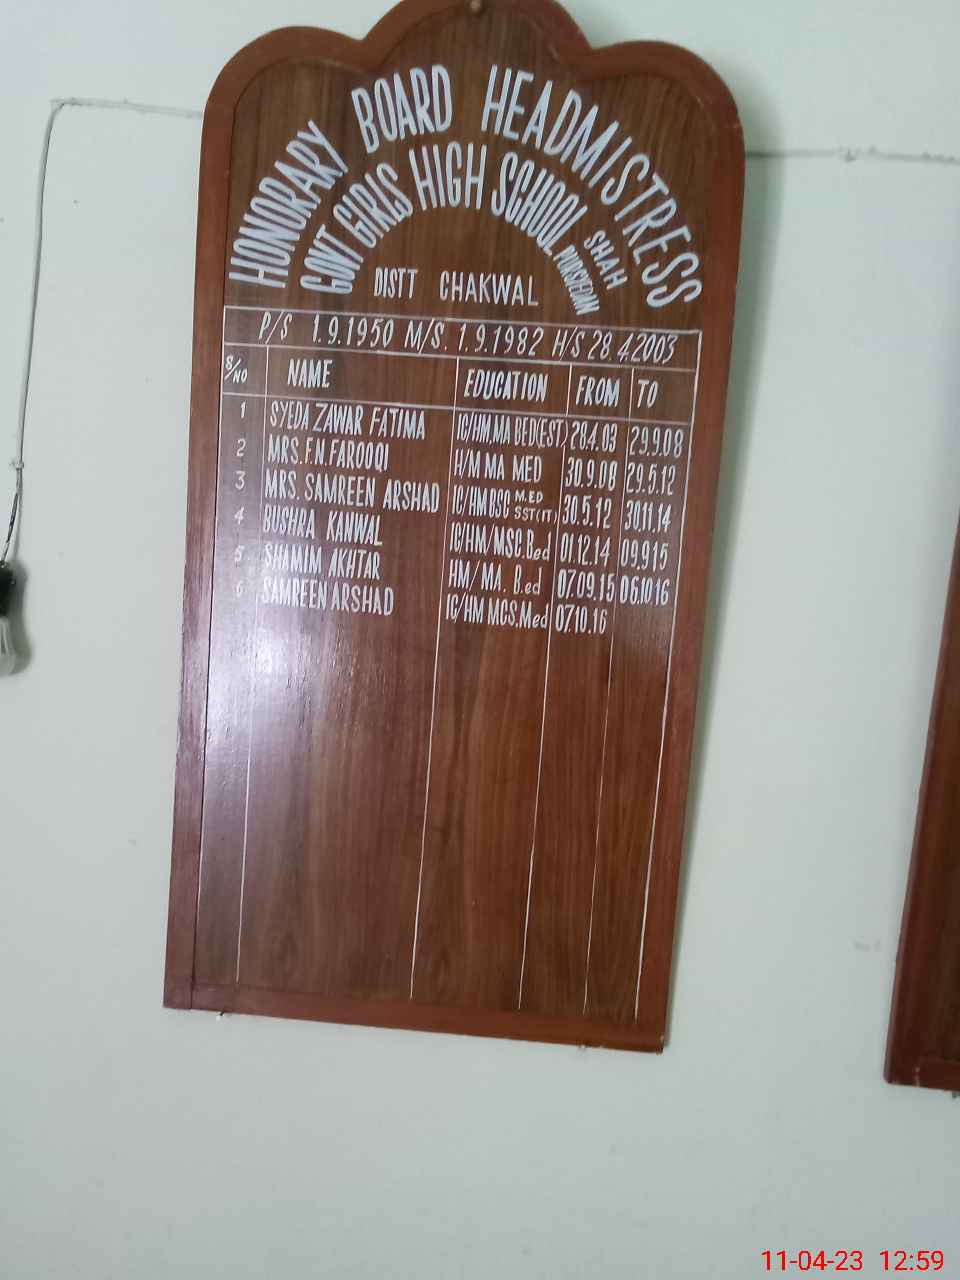 HONORARY BOARD HEADMISTRESS
GOVT GIRLS HIGH SCHOOL PURSYEDAN SHAH
DISTT CHAKWAL
P/S 1.9.1950 M/S. 1.9.1982 H/S 28.4.2003
S/NO NAME EDUCATION FROM TO
1 SYEDA ZAWAR FATIMA IC/HM.MA BED(EST) 28.4.03 29.9.08
2 MRS.F.N.FAROOQI H/M MA MED 30.9.08 29.5.12
3 MRS. SAMREEN ARSHAD IC/HM BSC M.ED SST(IT) 30.5.12 30.11.14
4 BUSHRA KANWAL IC/HM/MSC.Bed 01.12.14 09.915
5 SHAMIM AKHTAR HM/MA. B.ed 07.09.15 06.10 16
6 SAMREEN ARSHAD IC/HM MCS.Med 07.10.16
11-04-23 12:59